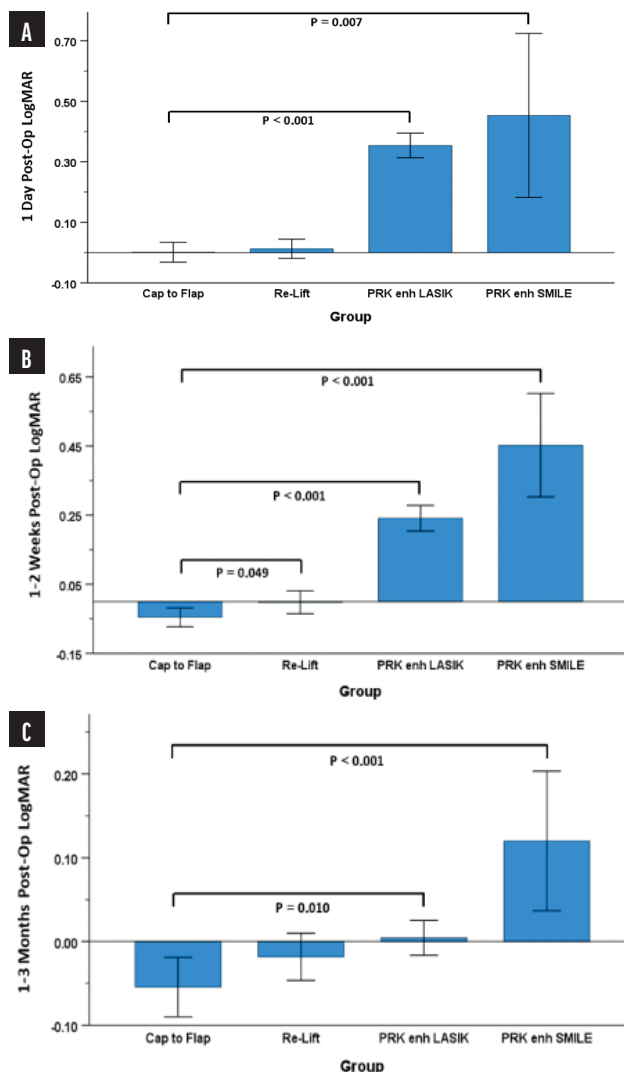 A
P = 0.007
0.70
0.50
P < 0.001
0.30
0.10
-0.10
1 Day Post-Op LogMAR
Cap to Flap Re-Lift PRK enh LASIK PRK enh SMILE
Group
B
0.65
P < 0.001
0.45
P < 0.001
0.25
P = 0.049
0.05
-0.15
1-2 Weeks Post-Op LogMAR
Cap to Flap Re-Lift PRK enh LASIK PRK enh SMILE
Group
C
P < 0.001
0.20
0.10
P = 0.010
0.00
-0.10
1-3 Months Post-Op LogMAR
Cap to Flap Re-Lift PRK enh LASIK PRK enh SMILE
Group